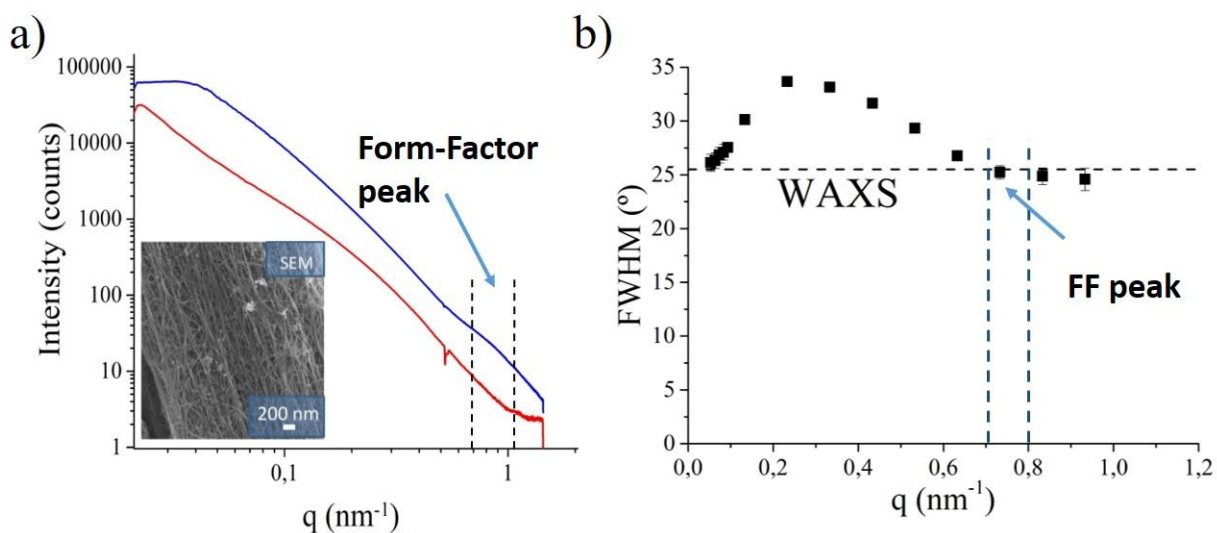 a)
100000
10000
1000
100
10
1
Intensity (counts)
Form-Factor
peak
SEM
200 nm
0,1
1
q (nm⁻¹)
b)
35
30
25
20
15
10
5
0
FWHM (º)
WAXS
FF peak
0,0
0,2
0,4
0,6
0,8
1,0
1,2
q (nm⁻¹)